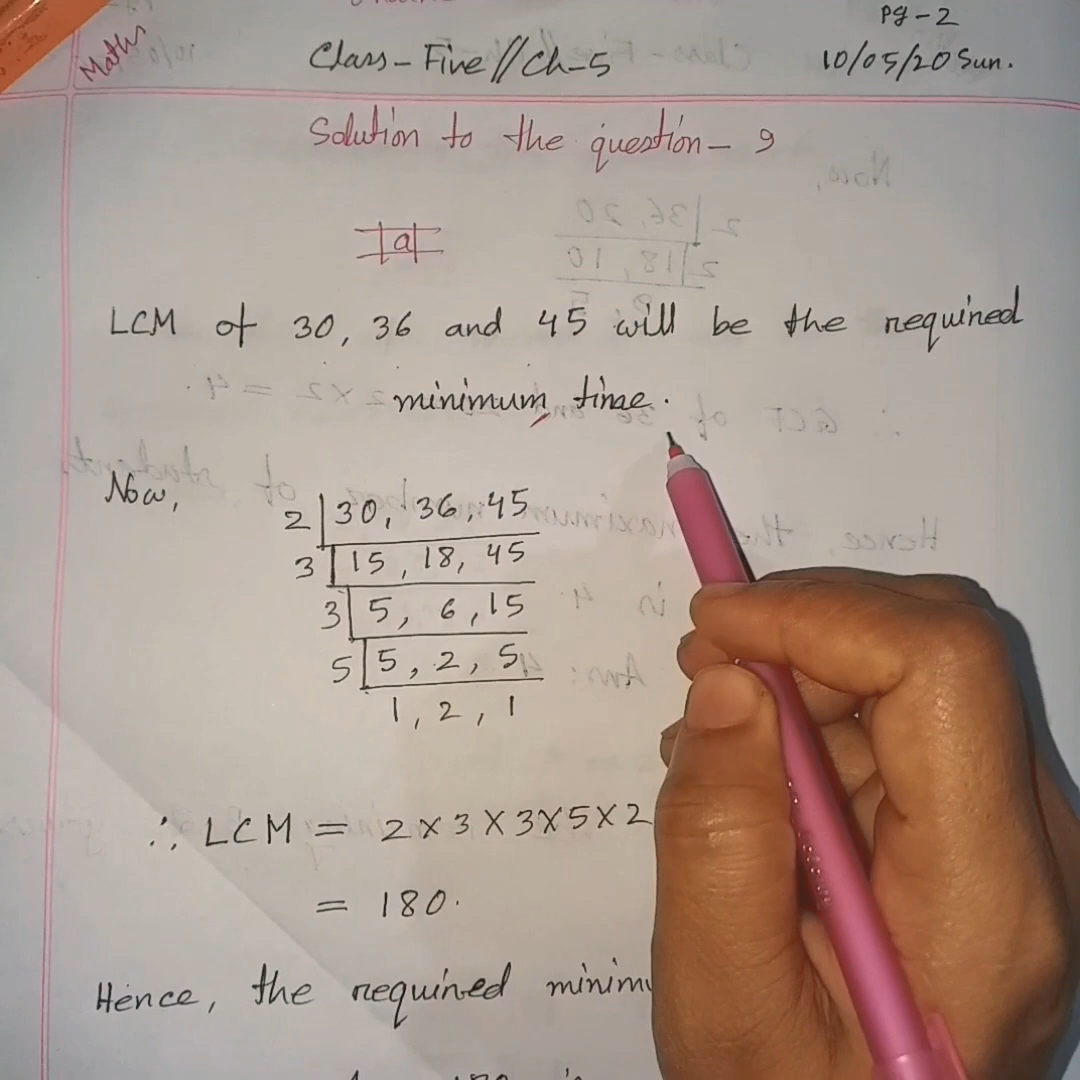 Pg-2
Maths
Class-Five//Ch-5
10/05/20 Sun.
Solution to the question-9
a
LCM of 30, 36 and 45 will be the required
minimum time.
Now,
2 | 30, 36, 45
3 | 15, 18, 45
3 | 5, 6, 15
5 | 5, 2, 5
1, 2, 1
∴ LCM = 2×3×3×5×2
= 180.
Hence, the required